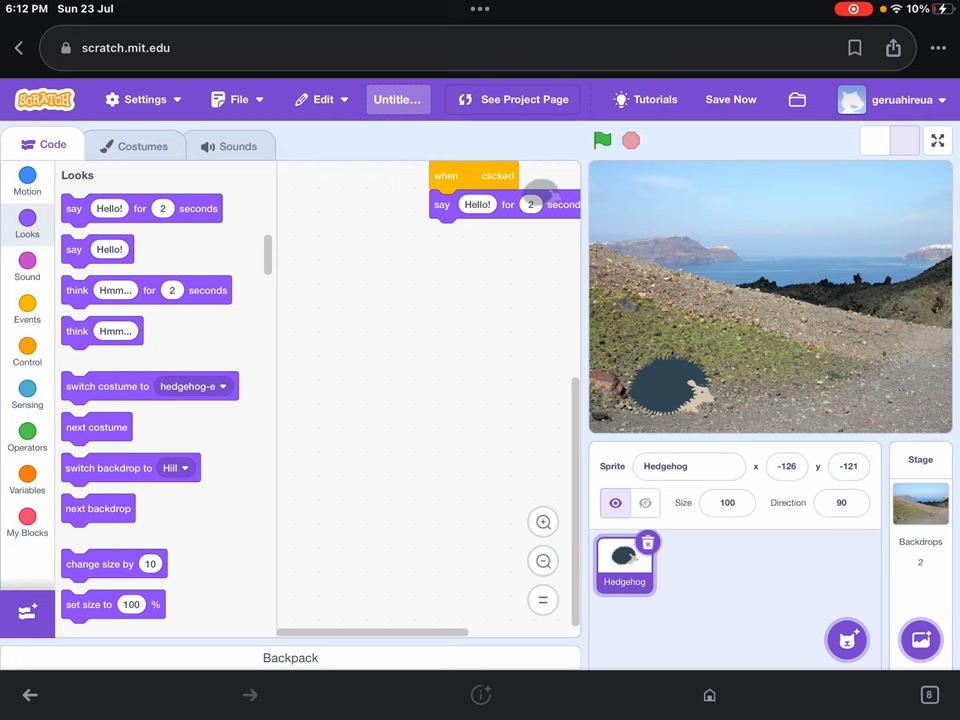 6:12 PM Sun 23 Jul
10%
scratch.mit.edu
SCRATCH
Settings
File
Edit
Untitle...
See Project Page
Tutorials
Save Now
geruahireua
Code
Costumes
Sounds
Motion
Looks
Sound
Events
Control
Sensing
Operators
Variables
My Blocks
Looks
say Hello! for 2 seconds
say Hello!
think Hmm... for 2 seconds
think Hmm...
switch costume to hedgehog-e
next costume
switch backdrop to Hill
next backdrop
change size by 10
set size to 100 %
when clicked
say Hello! for 2 second
Sprite Hedgehog x -126 y -121
Size 100 Direction 90
Hedgehog
Stage
Backdrops
2
Backpack
8